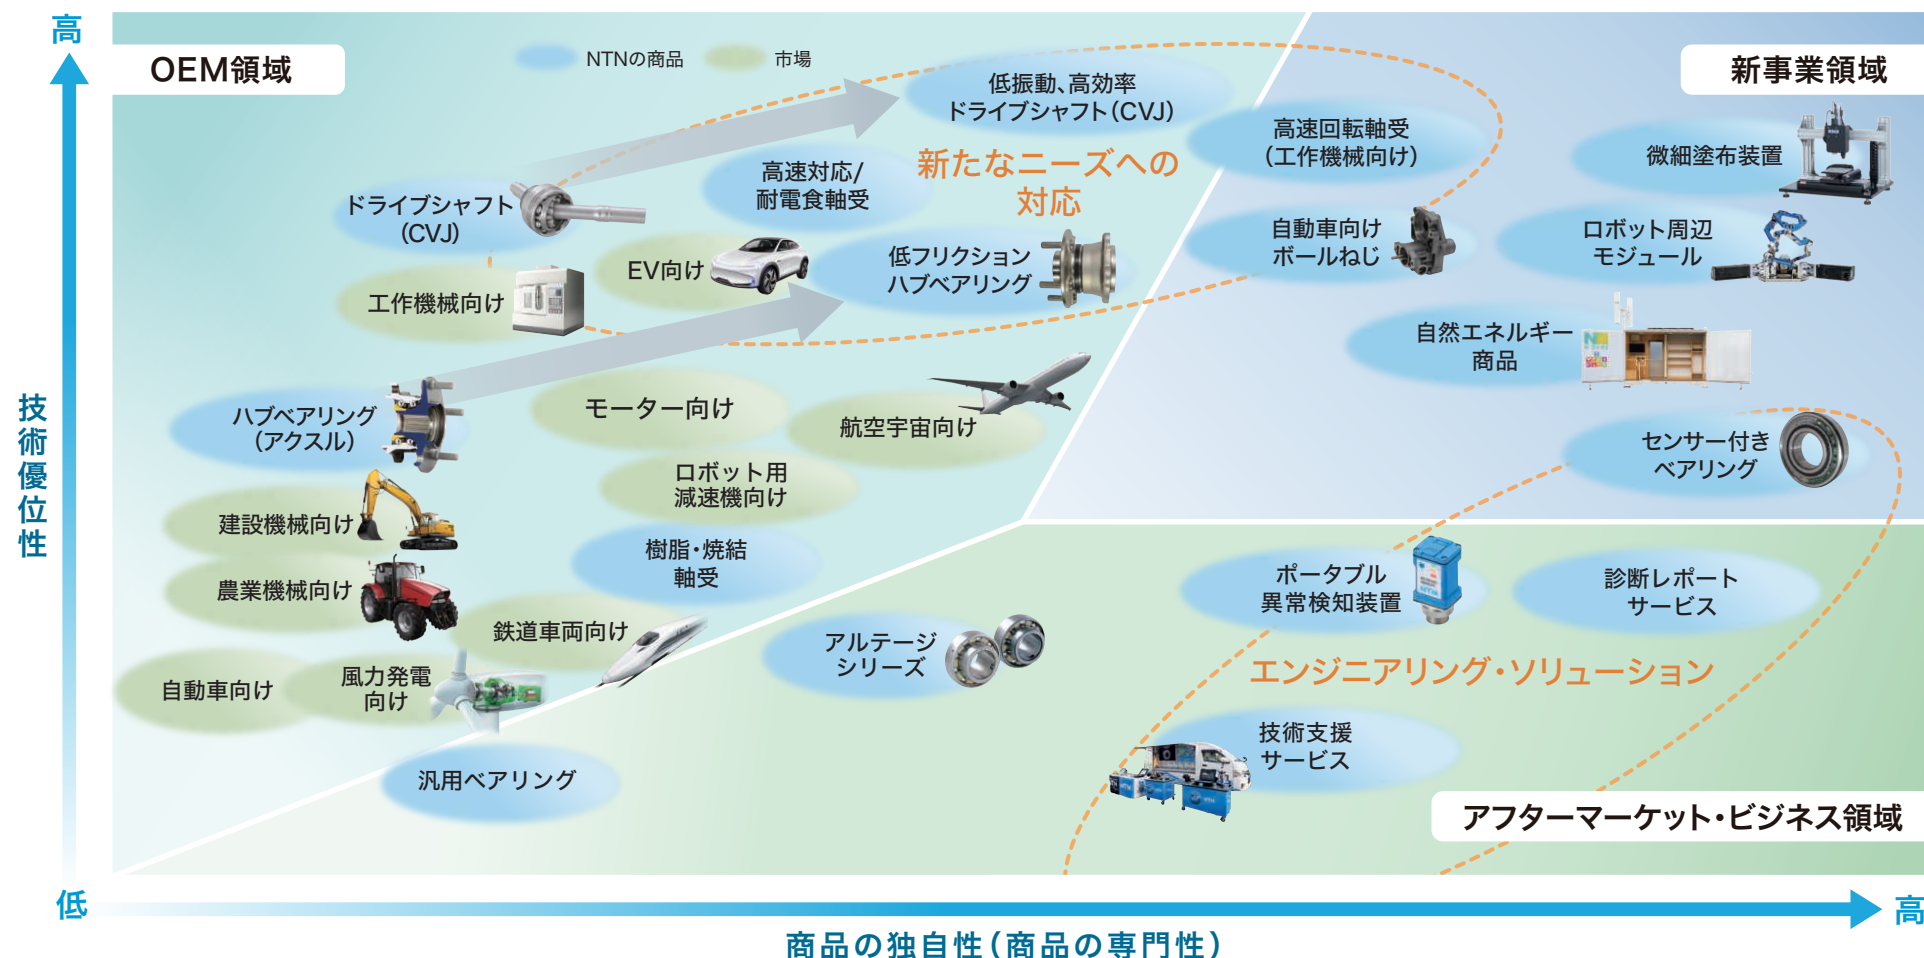 高
OEM領域
NTNの商品
市場
新事業領域
低振動、高効率
ドライブシャフト(CVJ)
高速回転軸受
(工作機械向け)
微細塗布装置
新たなニーズへの
対応
高速対応/
耐電食軸受
ドライブシャフト
(CVJ)
自動車向け
ボールねじ
ロボット周辺
モジュール
EV向け
低フリクション
ハブベアリング
工作機械向け
自然エネルギー
商品
ハブベアリング
(アクスル)
モーター向け
航空宇宙向け
センサー付き
ベアリング
ロボット用
減速機向け
建設機械向け
技術優位性
樹脂・焼結
軸受
農業機械向け
ポータブル
異常検知装置
診断レポート
サービス
鉄道車両向け
アルテージ
シリーズ
エンジニアリング・ソリューション
自動車向け
風力発電
向け
技術支援
サービス
汎用ベアリング
アフターマーケット・ビジネス領域
低
高
商品の独自性(商品の専門性)